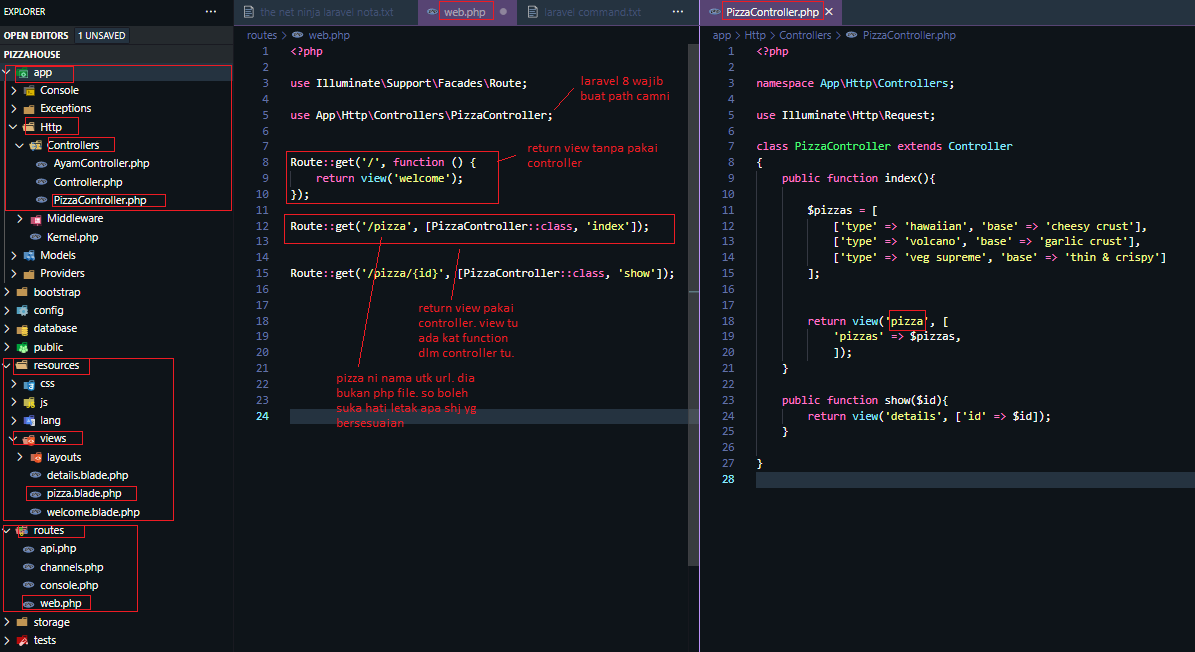 EXPLORER
···
OPEN EDITORS 1 UNSAVED
PIZZAHOUSE
app
Console
Exceptions
Http
Controllers
AyamController.php
Controller.php
PizzaController.php
Middleware
Kernel.php
Models
Providers
bootstrap
config
database
public
resources
css
js
lang
views
layouts
details.blade.php
pizza.blade.php
welcome.blade.php
routes
api.php
channels.php
console.php
web.php
storage
tests
the net ninja laravel nota.txt
web.php
laravel command.txt
···
routes > web.php
1 <?php
2
3 use Illuminate\Support\Facades\Route;
4
5 use App\Http\Controllers\PizzaController;
6
7
8 Route::get('/', function () {
9 return view('welcome');
10 });
11
12 Route::get('/pizza', [PizzaController::class, 'index']);
13
14
15 Route::get('/pizza/{id}', [PizzaController::class, 'show']);
16
17
18
19
20
21
22
23
24
laravel 8 wajib
buat path camni
return view tanpa pakai
controller
return view pakai
controller. view tu
ada kat function
dlm controller tu.
pizza ni nama utk url. dia
bukan php file. so boleh
suka hati letak apa shj yg
bersesuaian
PizzaController.php ×
app > Http > Controllers > PizzaController.php
1 <?php
2
3 namespace App\Http\Controllers;
4
5 use Illuminate\Http\Request;
6
7 class PizzaController extends Controller
8 {
9 public function index(){
10
11 $pizzas = [
12 ['type' => 'hawaiian', 'base' => 'cheesy crust'],
13 ['type' => 'volcano', 'base' => 'garlic crust'],
14 ['type' => 'veg supreme', 'base' => 'thin & crispy']
15 ];
16
17
18 return view('pizza', [
19 'pizzas' => $pizzas,
20 ]);
21 }
22
23 public function show($id){
24 return view('details', ['id' => $id]);
25 }
26
27 }
28